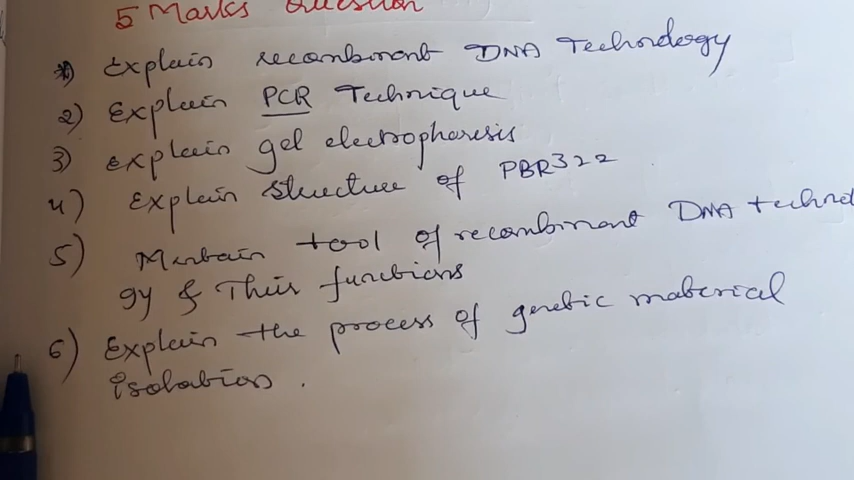 5 Marks Question
1) Explain recombinant DNA Technology
2) Explain PCR Technique
3) explain gel electrophoresis
4) Explain structure of PBR322
5) Mentain tool of recombinant DNA technol
gy & Their functions
6) Explain the process of genetic material
isolation.